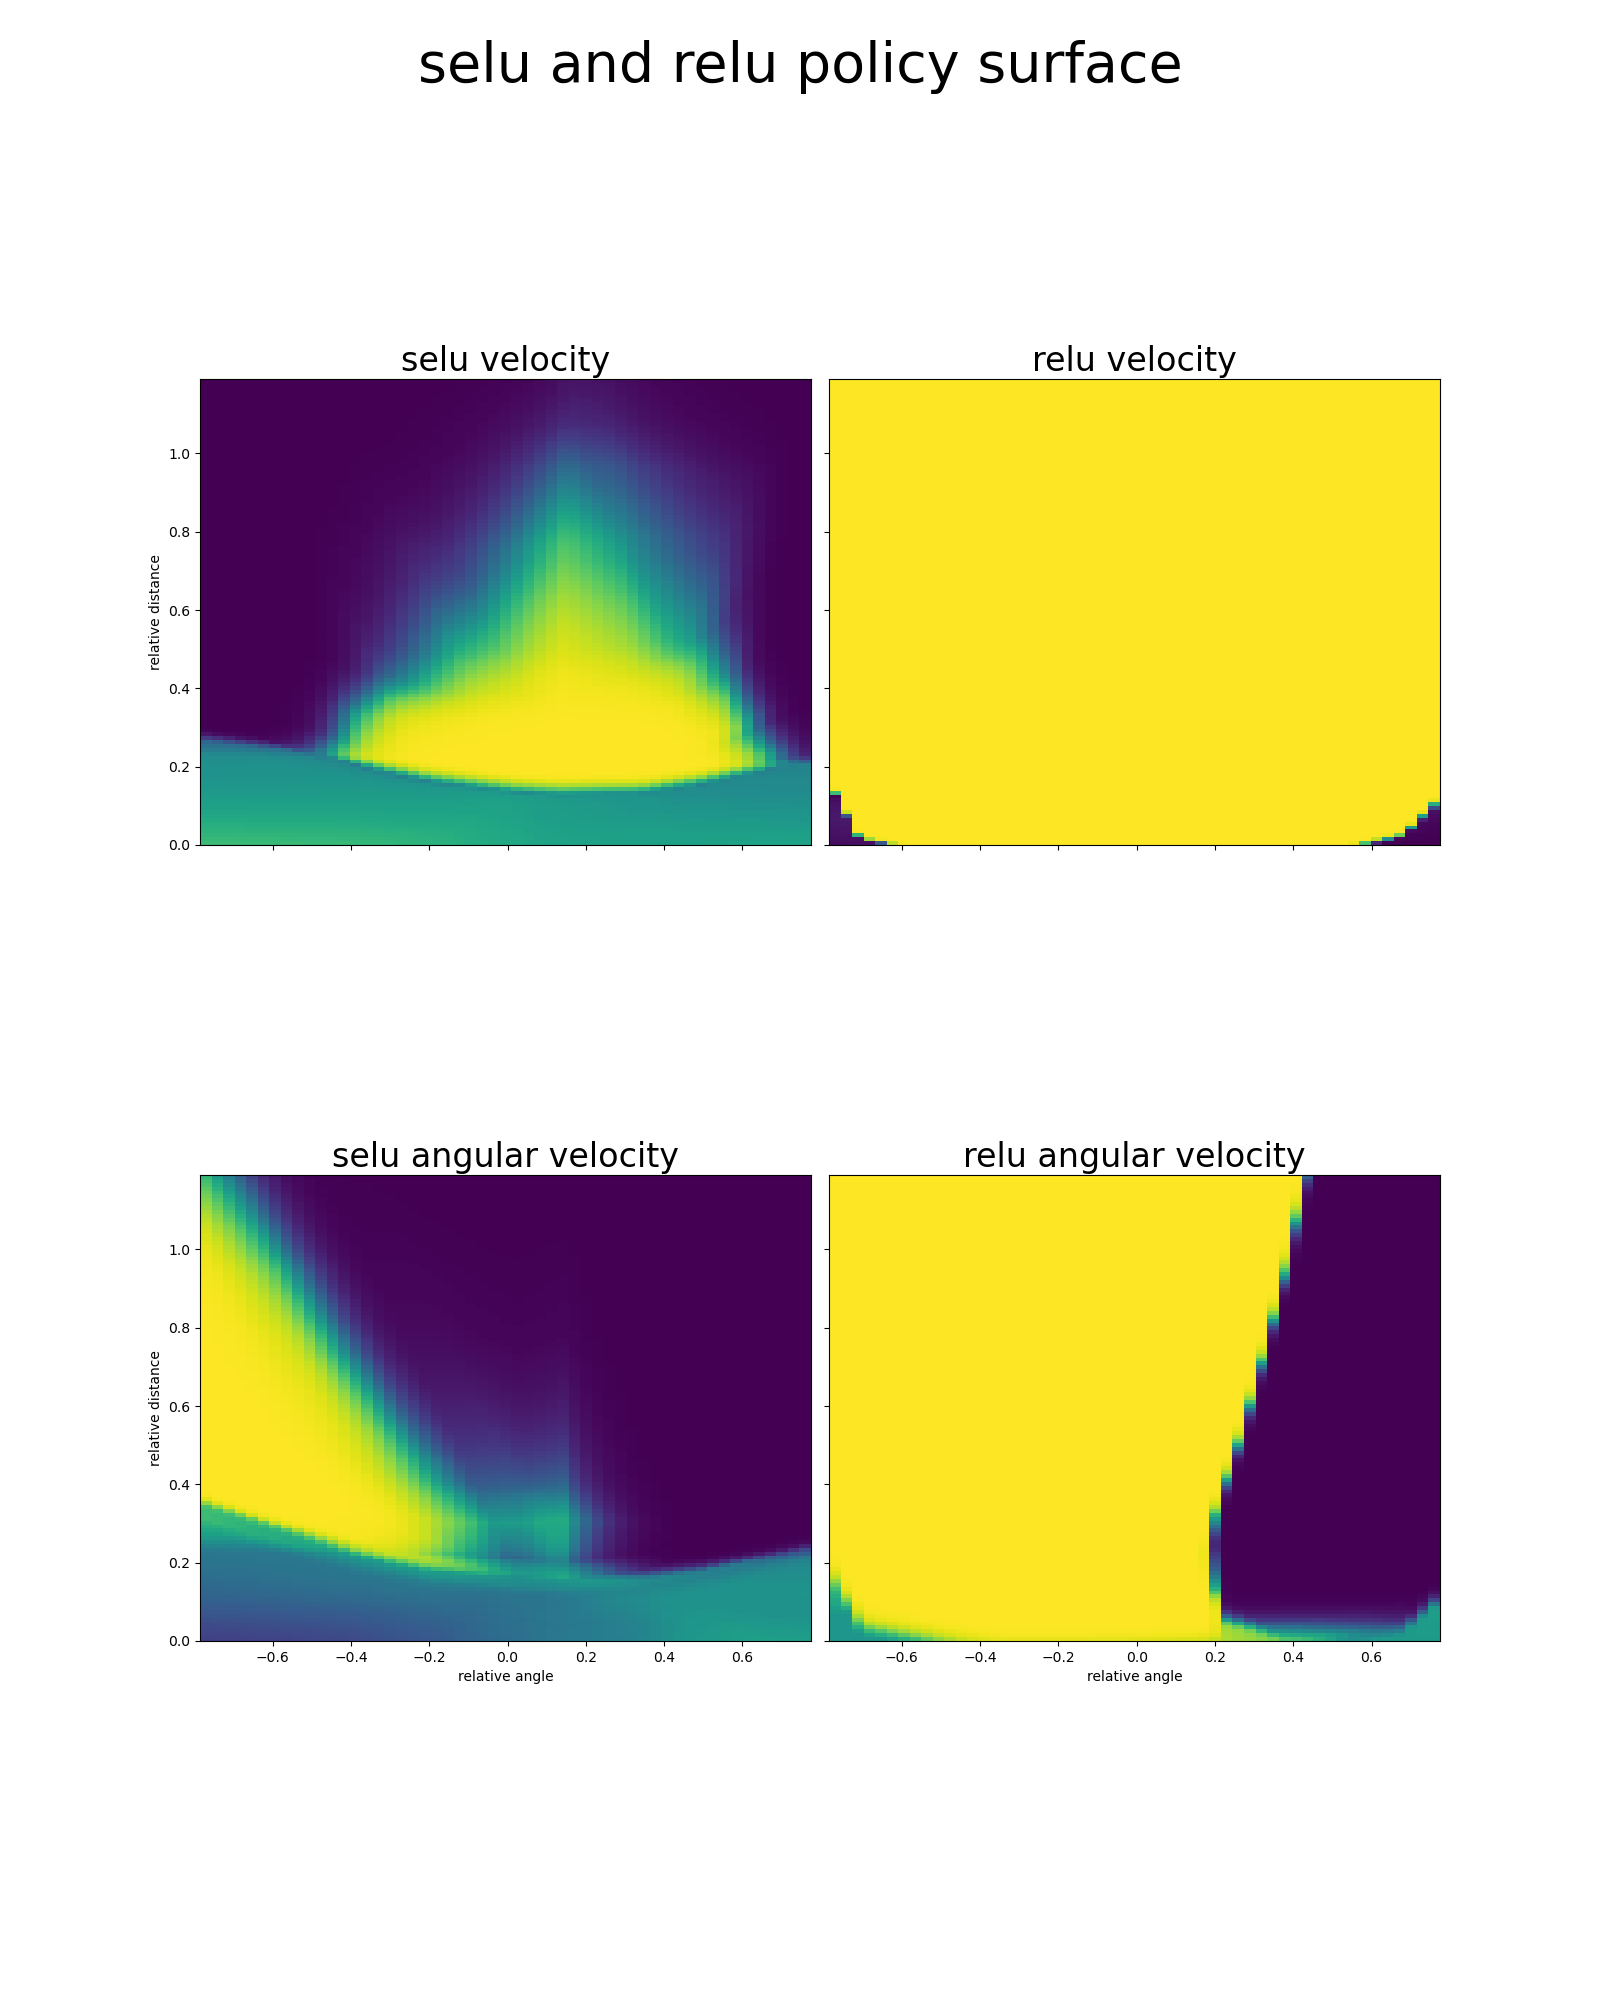 selu and relu policy surface
selu velocity
relu velocity
relative distance
1.0
0.8
0.6
0.4
0.2
0.0
selu angular velocity
relu angular velocity
relative distance
1.0
0.8
0.6
0.4
0.2
0.0
−0.6 −0.4 −0.2 0.0 0.2 0.4 0.6
−0.6 −0.4 −0.2 0.0 0.2 0.4 0.6
relative angle
relative angle